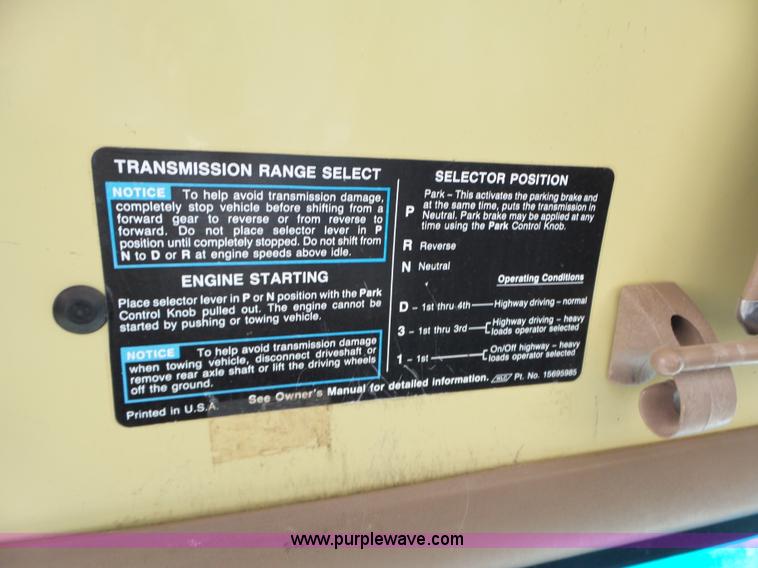 TRANSMISSION RANGE SELECT
NOTICE To help avoid transmission damage,
completely stop vehicle before shifting from a
forward gear to reverse or from reverse to
forward. Do not place selector lever in P
position until completely stopped. Do not shift from
N to D or R at engine speeds above idle.
ENGINE STARTING
Place selector lever in P or N position with the Park
Control Knob pulled out. The engine cannot be
started by pushing or towing vehicle.
NOTICE To help avoid transmission damage
when towing vehicle, disconnect driveshaft or
remove rear axle shaft or lift the driving wheels
off the ground.
Printed in U.S.A.
See Owner's Manual for detailed information.
Pt. No. 15695985
SELECTOR POSITION
P Park – This activates the parking brake and
at the same time, puts the transmission in
Neutral. Park brake may be applied at any
time using the Park Control Knob.
R Reverse
N Neutral
Operating Conditions
D – 1st thru 4th Highway driving – normal
3 – 1st thru 3rd Highway driving – heavy
loads operator selected
1 – 1st On/Off highway – heavy
loads operator selected
www.purplewave.com